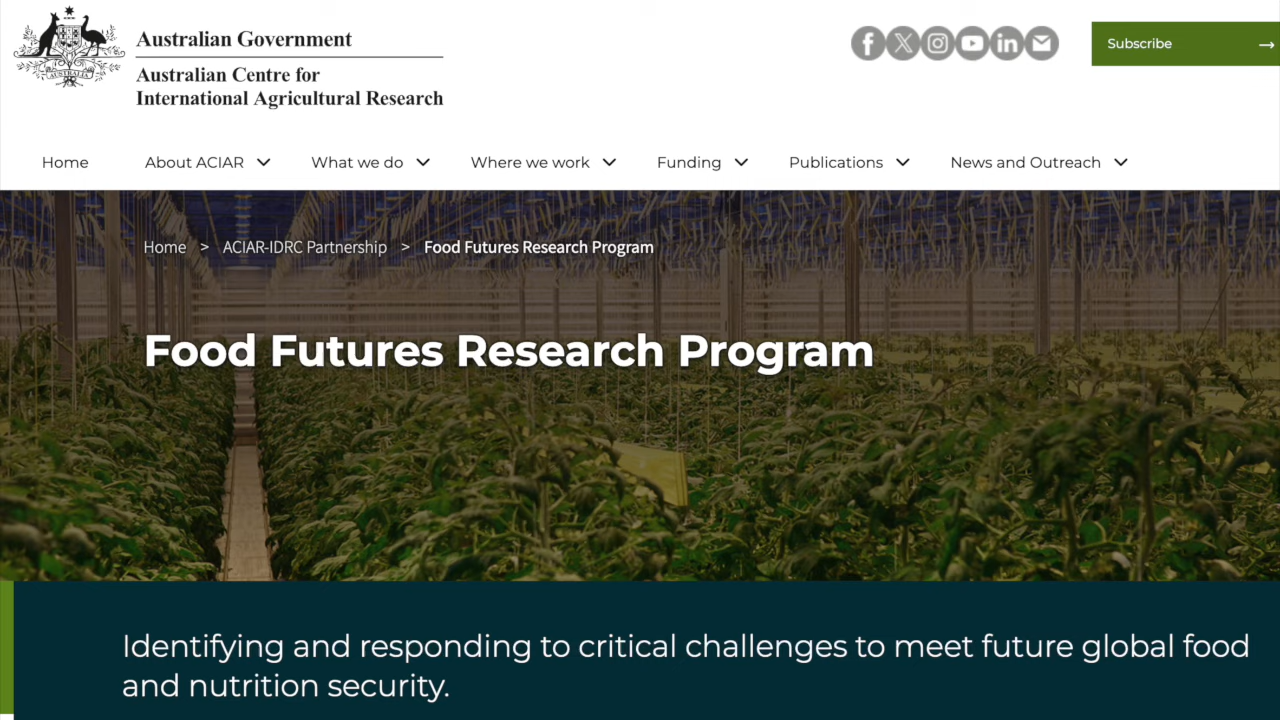 Australian Government
Australian Centre for
International Agricultural Research
AUSTRALIA
Subscribe
Home
About ACIAR
What we do
Where we work
Funding
Publications
News and Outreach
Home > ACIAR-IDRC Partnership > Food Futures Research Program
Food Futures Research Program
Identifying and responding to critical challenges to meet future global food
and nutrition security.